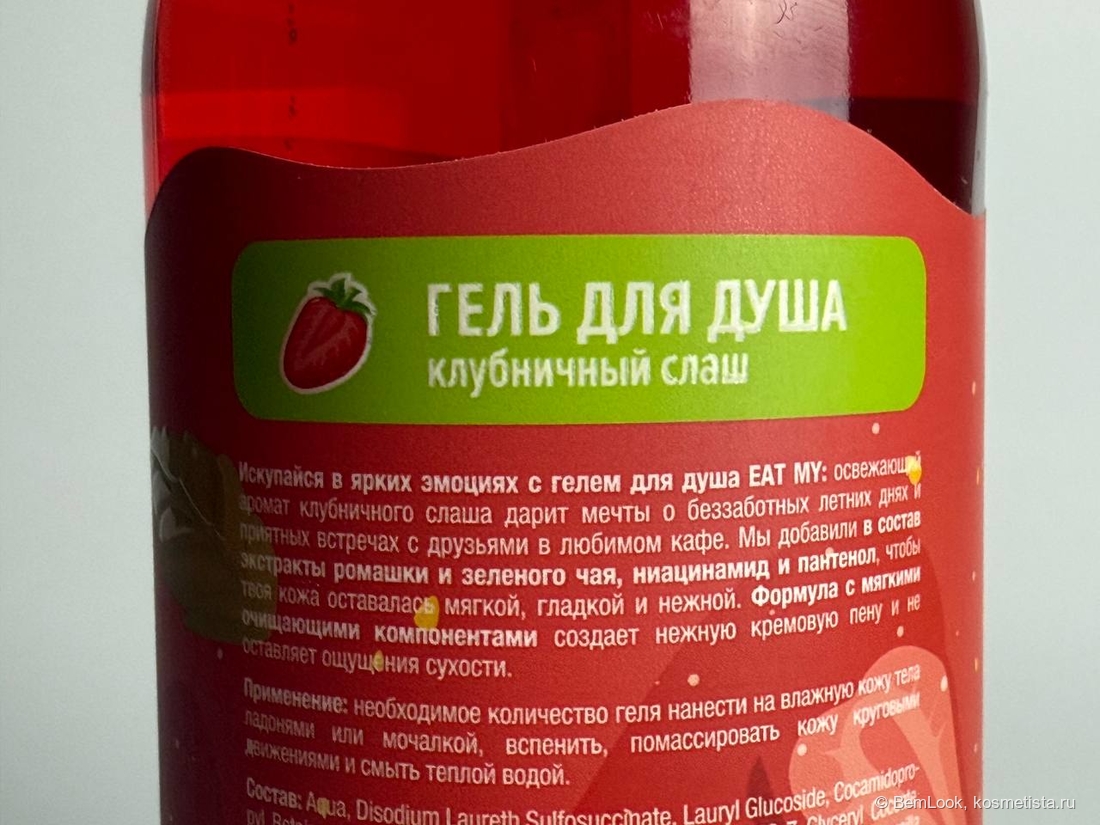 ГЕЛЬ ДЛЯ ДУША
клубничный слаш
Искупайся в ярких эмоциях с гелем для душа EAT MY: освежающий
аромат клубничного слаша дарит мечты о беззаботных летних днях и
приятных встречах с друзьями в любимом кафе. Мы добавили в состав
экстракты ромашки и зеленого чая, ниацинамид и пантенол, чтобы
твоя кожа оставалась мягкой, гладкой и нежной. Формула с мягкими
очищающими компонентами создает нежную кремовую пену и не
оставляет ощущения сухости.
Применение: необходимое количество геля нанести на влажную кожу тела
ладонями или мочалкой, вспенить, помассировать кожу круговыми
движениями и смыть теплой водой.
Состав: Aqua, Disodium Laureth Sulfosuccinate, Lauryl Glucoside, Cocamidopro-
Glyceryl
© BemLook, kosmetista.ru